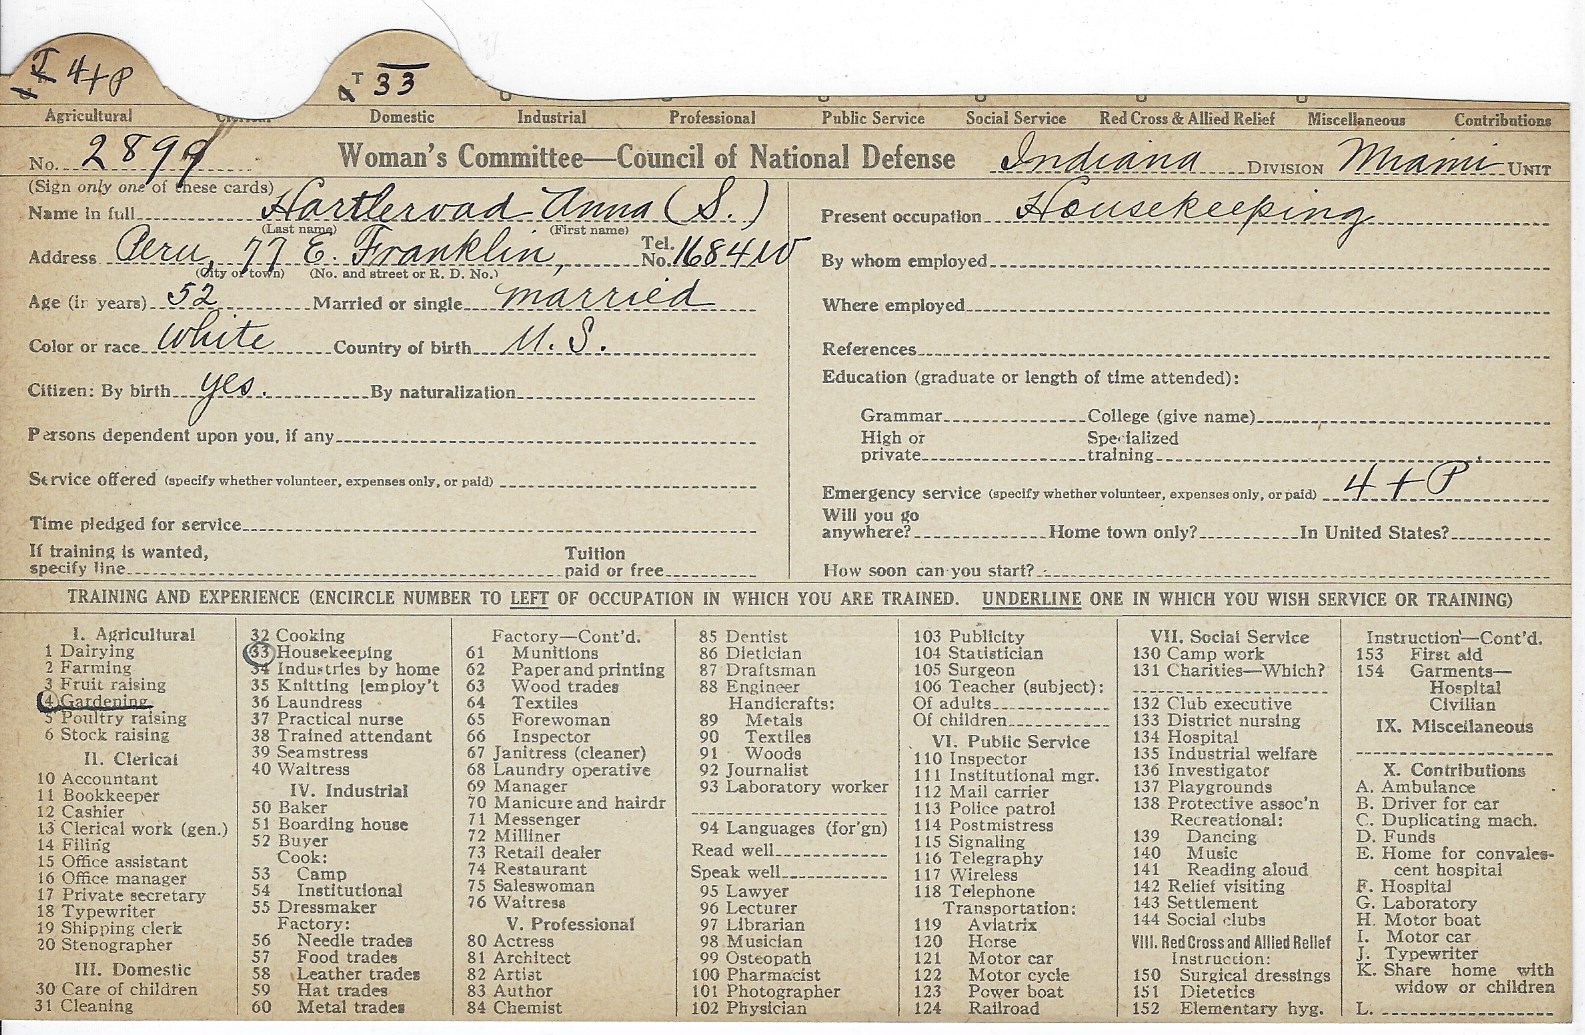 T 4+P
T 33
Agricultural Domestic Industrial Professional Public Service Social Service Red Cross & Allied Relief Miscellaneous Contributions
No. 2899 Woman's Committee—Council of National Defense Indiana DIVISION Miami UNIT
(Sign only one of these cards)
Name in full Hartleroad Anna (S.)
(Last name) (First name)
Address Peru, 77 E. Franklin, Tel. No. 1684W
(City or town) (No. and street or R. D. No.)
Age (in years) 52 Married or single married
Color or race White Country of birth U. S.
Citizen: By birth yes. By naturalization
Persons dependent upon you, if any
Service offered (specify whether volunteer, expenses only, or paid)
Time pledged for service
If training is wanted,
specify line Tuition paid or free
Present occupation Housekeeping
By whom employed
Where employed
References
Education (graduate or length of time attended):
Grammar College (give name)
High or private Specialized training
Emergency service (specify whether volunteer, expenses only, or paid) 4 + P
Will you go
anywhere? Home town only? In United States?
How soon can you start?
TRAINING AND EXPERIENCE (ENCIRCLE NUMBER TO LEFT OF OCCUPATION IN WHICH YOU ARE TRAINED. UNDERLINE ONE IN WHICH YOU WISH SERVICE OR TRAINING)
I. Agricultural
1 Dairying
2 Farming
3 Fruit raising
4 Gardening
5 Poultry raising
6 Stock raising
II. Clerical
10 Accountant
11 Bookkeeper
12 Cashier
13 Clerical work (gen.)
14 Filing
15 Office assistant
16 Office manager
17 Private secretary
18 Typewriter
19 Shipping clerk
20 Stenographer
III. Domestic
30 Care of children
31 Cleaning
32 Cooking
33 Housekeeping
34 Industries by home
35 Knitting [employ't
36 Laundress
37 Practical nurse
38 Trained attendant
39 Seamstress
40 Waitress
IV. Industrial
50 Baker
51 Boarding house
52 Buyer
Cook:
53 Camp
54 Institutional
55 Dressmaker
Factory:
56 Needle trades
57 Food trades
58 Leather trades
59 Hat trades
60 Metal trades
Factory—Cont'd.
61 Munitions
62 Paper and printing
63 Wood trades
64 Textiles
65 Forewoman
66 Inspector
67 Janitress (cleaner)
68 Laundry operative
69 Manager
70 Manicure and hairdr
71 Messenger
72 Milliner
73 Retail dealer
74 Restaurant
75 Saleswoman
76 Waitress
V. Professional
80 Actress
81 Architect
82 Artist
83 Author
84 Chemist
85 Dentist
86 Dietician
87 Draftsman
88 Engineer
Handicrafts:
89 Metals
90 Textiles
91 Woods
92 Journalist
93 Laboratory worker
94 Languages (for'gn)
Read well
Speak well
95 Lawyer
96 Lecturer
97 Librarian
98 Musician
99 Osteopath
100 Pharmacist
101 Photographer
102 Physician
103 Publicity
104 Statistician
105 Surgeon
106 Teacher (subject):
Of adults
Of children
VI. Public Service
110 Inspector
111 Institutional mgr.
112 Mail carrier
113 Police patrol
114 Postmistress
115 Signaling
116 Telegraphy
117 Wireless
118 Telephone
Transportation:
119 Aviatrix
120 Horse
121 Motor car
122 Motor cycle
123 Power boat
124 Railroad
VII. Social Service
130 Camp work
131 Charities—Which?
132 Club executive
133 District nursing
134 Hospital
135 Industrial welfare
136 Investigator
137 Playgrounds
138 Protective assoc'n
Recreational:
139 Dancing
140 Music
141 Reading aloud
142 Relief visiting
143 Settlement
144 Social clubs
VIII. Red Cross and Allied Relief
Instruction:
150 Surgical dressings
151 Dietetics
152 Elementary hyg.
Instruction—Cont'd.
153 First aid
154 Garments—
Hospital
Civilian
IX. Miscellaneous
X. Contributions
A. Ambulance
B. Driver for car
C. Duplicating mach.
D. Funds
E. Home for convales-
cent hospital
F. Hospital
G. Laboratory
H. Motor boat
I. Motor car
J. Typewriter
K. Share home with
widow or children
L.